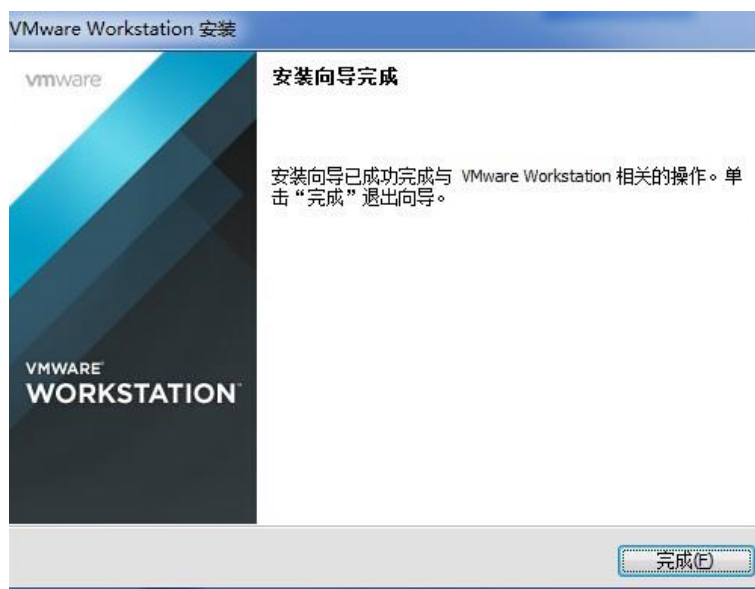 VMware Workstation 安装
vmware
安装向导完成
安装向导已成功完成与 VMware Workstation 相关的操作。单
击“完成”退出向导。
VMWARE
WORKSTATION
完成(F)